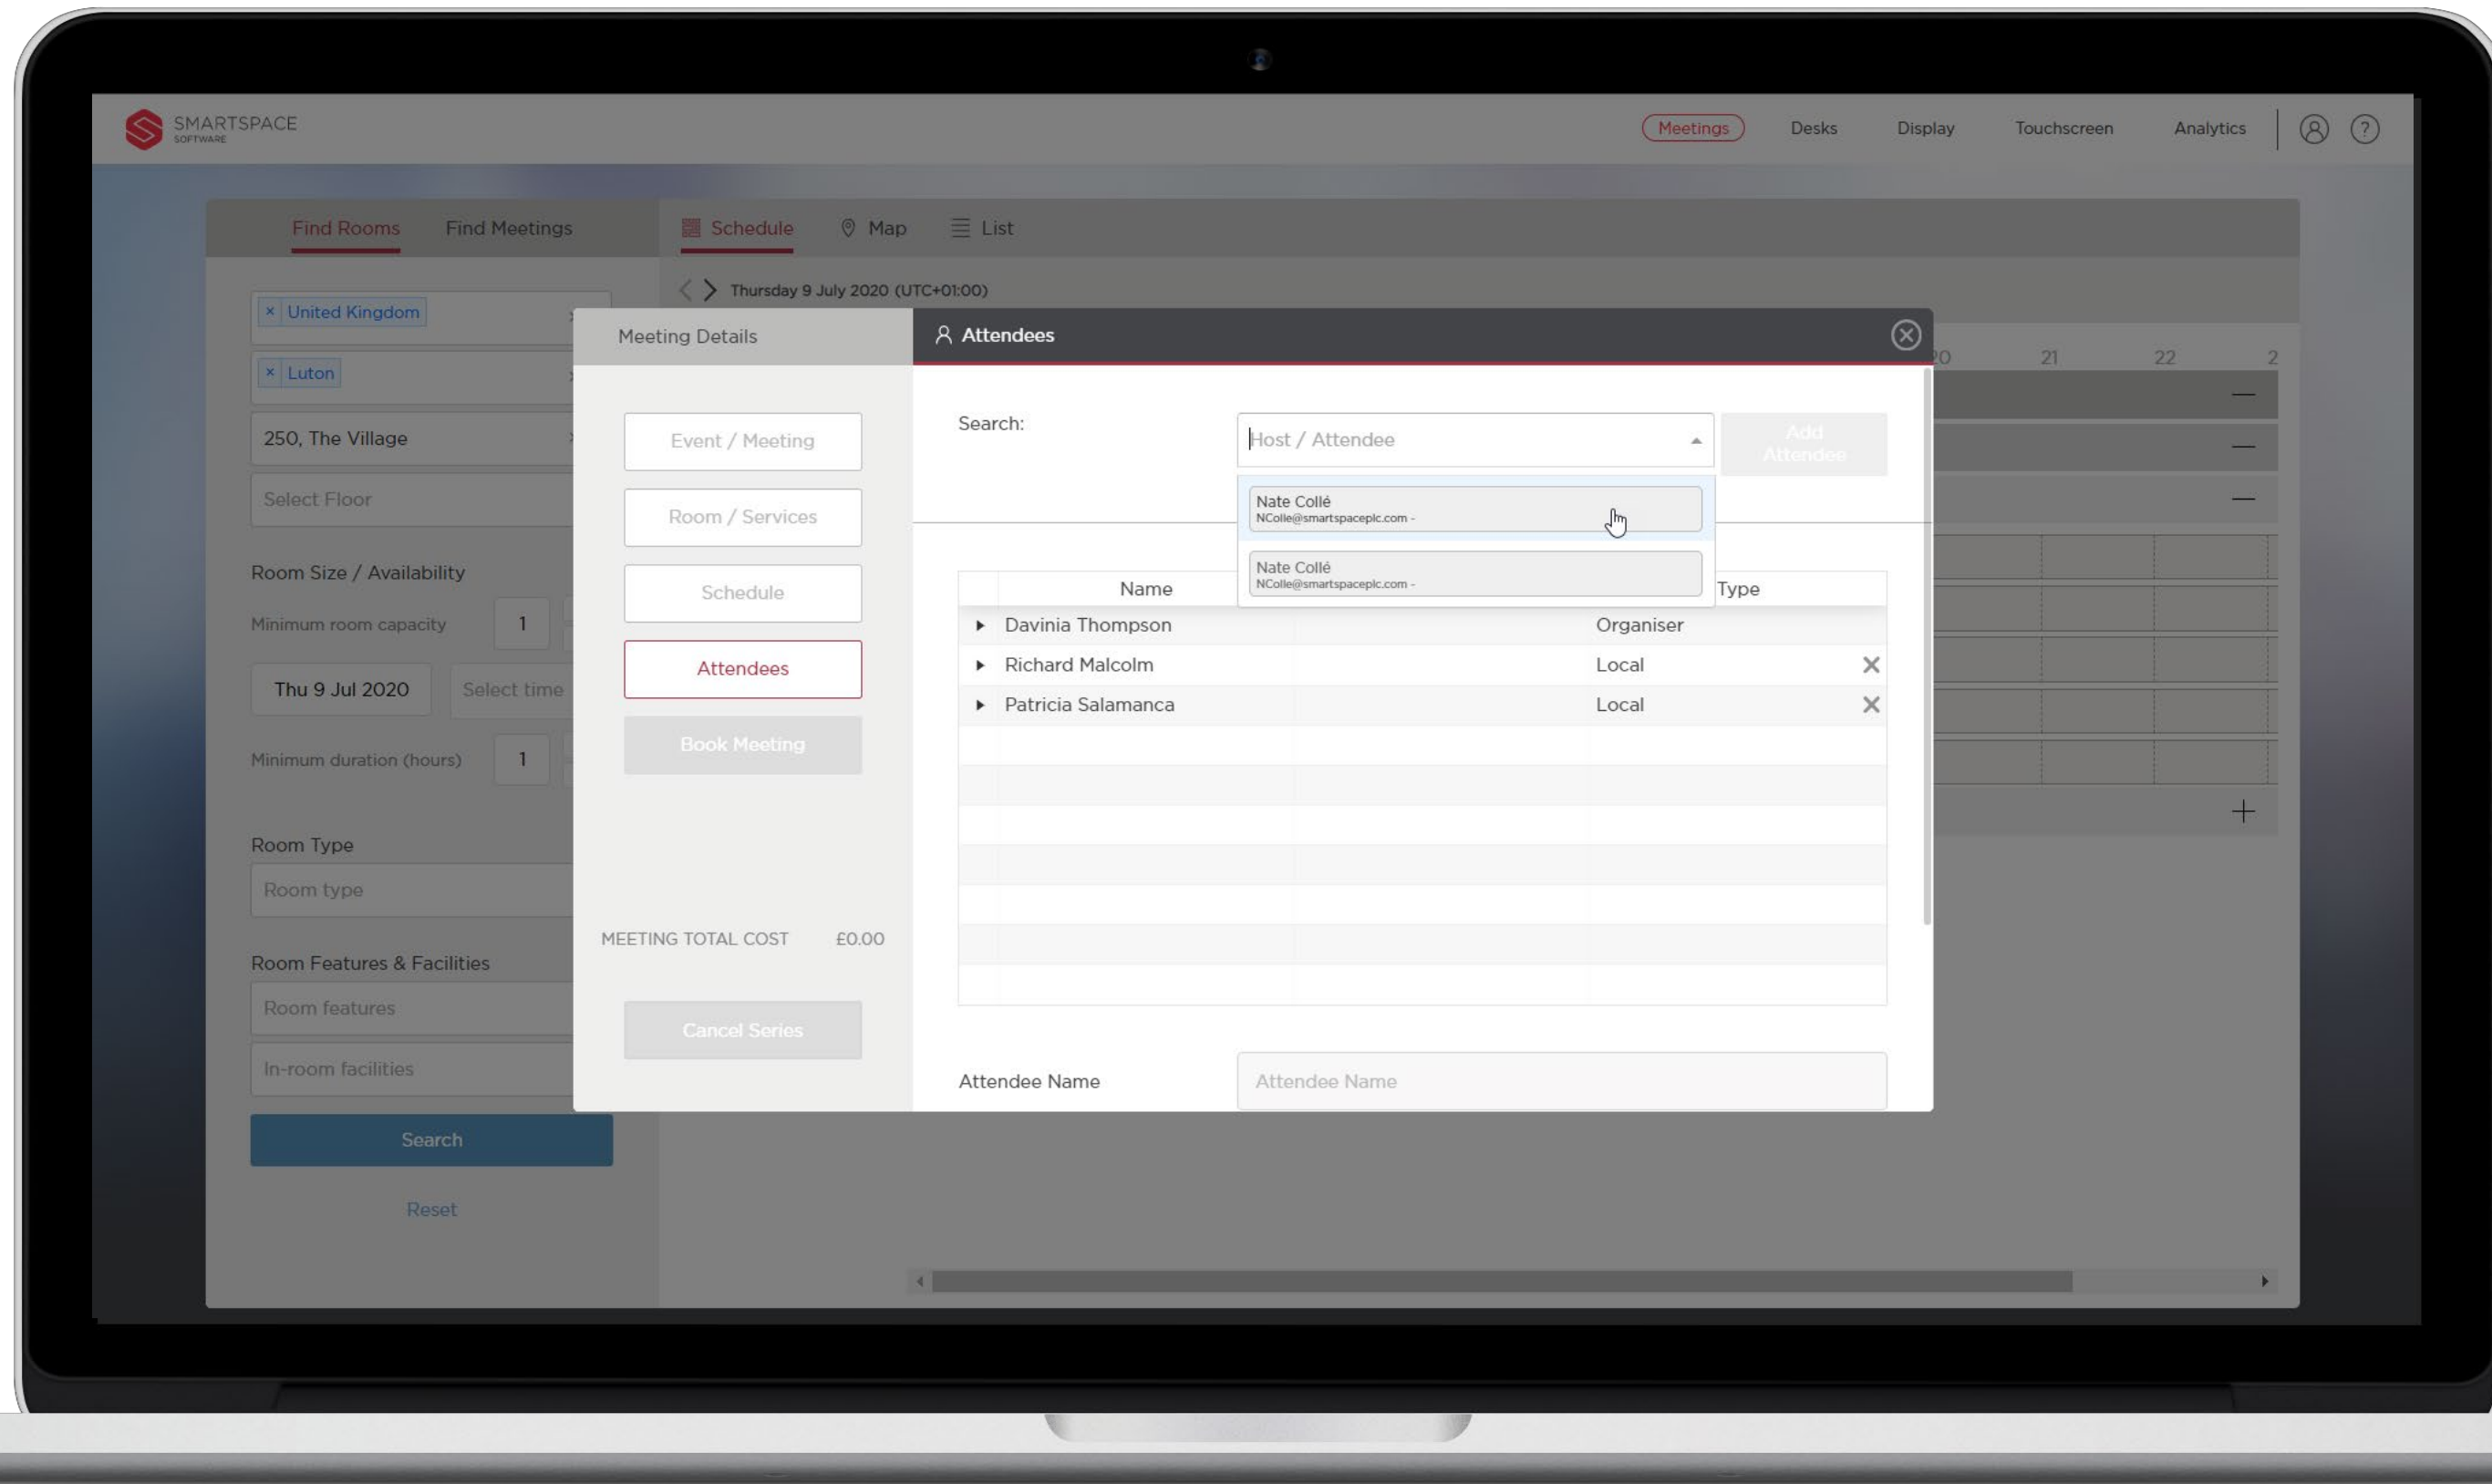 SMARTSPACE
SOFTWARE
Meetings
Desks
Display
Touchscreen
Analytics
?
Find Rooms
Find Meetings
Schedule
Map
List
Thursday 9 July 2020 (UTC+01:00)
× United Kingdom
× Luton
250, The Village
Select Floor
Room Size / Availability
Minimum room capacity
1
Thu 9 Jul 2020
Select time
Minimum duration (hours)
1
Room Type
Room type
Room Features & Facilities
Room features
In-room facilities
Search
Reset
20 21 22 2
Meeting Details
Event / Meeting
Room / Services
Schedule
Attendees
Book Meeting
MEETING TOTAL COST £0.00
Cancel Series
Attendees
Search:
Host / Attendee
Add
Attendee
Nate Collé
NColle@smartspaceplc.com -
Nate Collé
NColle@smartspaceplc.com -
Name
Type
Davinia Thompson Organiser
Richard Malcolm Local
Patricia Salamanca Local
Attendee Name
Attendee Name